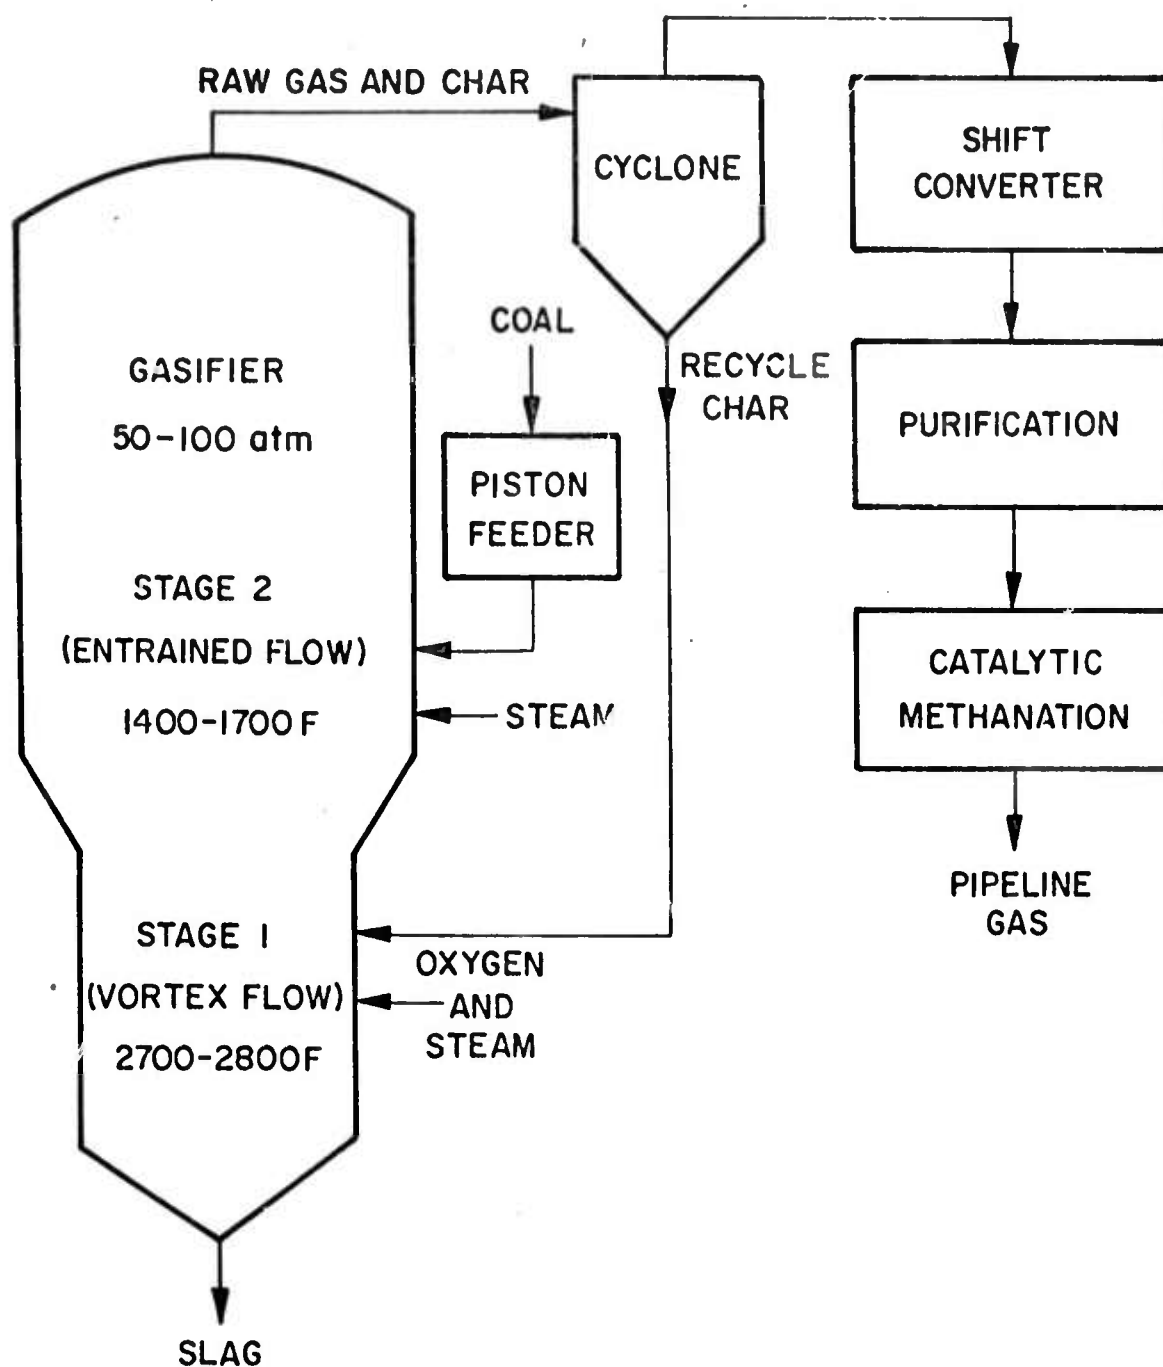 RAW GAS AND CHAR
CYCLONE
SHIFT
CONVERTER
COAL
RECYCLE
CHAR
GASIFIER
50-100 atm
PISTON
FEEDER
PURIFICATION
STAGE 2
(ENTRAINED FLOW)
1400-1700F
STEAM
CATALYTIC
METHANATION
PIPELINE
GAS
STAGE 1
(VORTEX FLOW)
2700-2800F
OXYGEN
AND
STEAM
SLAG